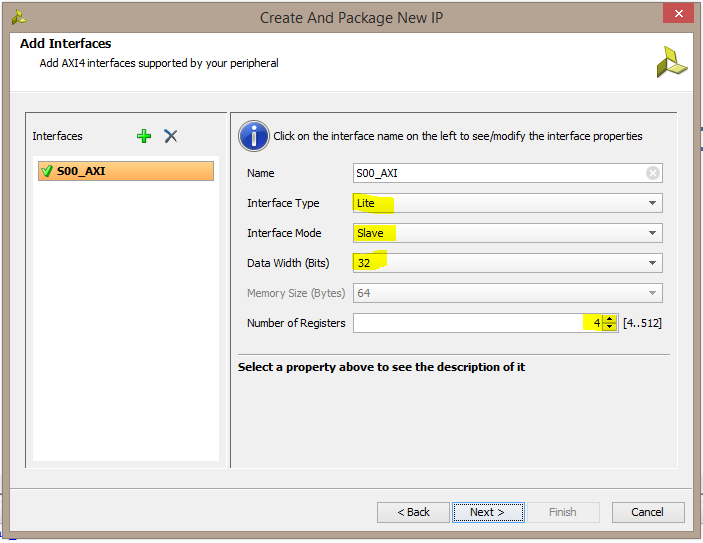 Create And Package New IP
Add Interfaces
Add AXI4 interfaces supported by your peripheral
Interfaces
S00_AXI
Click on the interface name on the left to see/modify the interface properties
Name S00_AXI
Interface Type Lite
Interface Mode Slave
Data Width (Bits) 32
Memory Size (Bytes) 64
Number of Registers 4 [4..512]
Select a property above to see the description of it
< Back Next > Finish Cancel